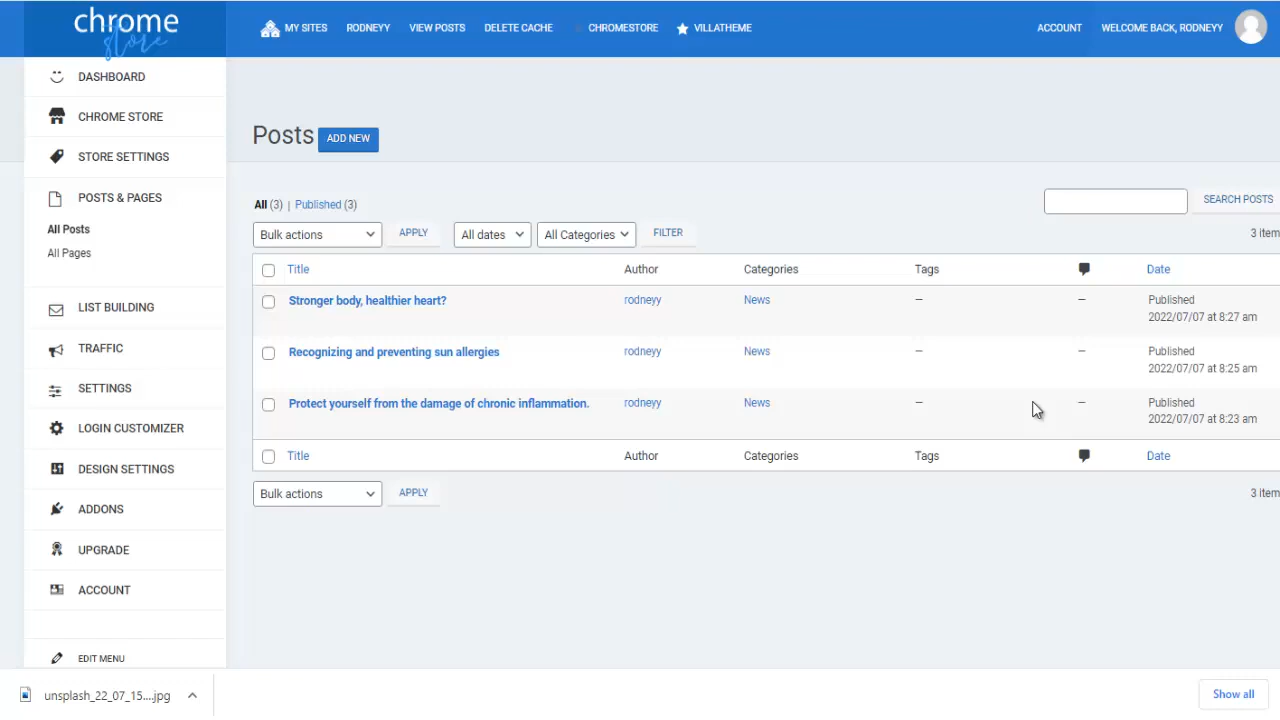 chrome
store
MY SITES RODNEYY VIEW POSTS DELETE CACHE CHROMESTORE VILLATHEME ACCOUNT WELCOME BACK, RODNEYY
DASHBOARD
CHROME STORE
STORE SETTINGS
POSTS & PAGES
All Posts
All Pages
LIST BUILDING
TRAFFIC
SETTINGS
LOGIN CUSTOMIZER
DESIGN SETTINGS
ADDONS
UPGRADE
ACCOUNT
EDIT MENU
Posts ADD NEW
All (3) | Published (3)
SEARCH POSTS
Bulk actions APPLY All dates All Categories FILTER 3 item
Title Author Categories Tags Date
Stronger body, healthier heart? rodneyy News — — Published
2022/07/07 at 8:27 am
Recognizing and preventing sun allergies rodneyy News — — Published
2022/07/07 at 8:25 am
Protect yourself from the damage of chronic inflammation. rodneyy News — — Published
2022/07/07 at 8:23 am
Title Author Categories Tags Date
Bulk actions APPLY 3 item
unsplash_22_07_15....jpg Show all